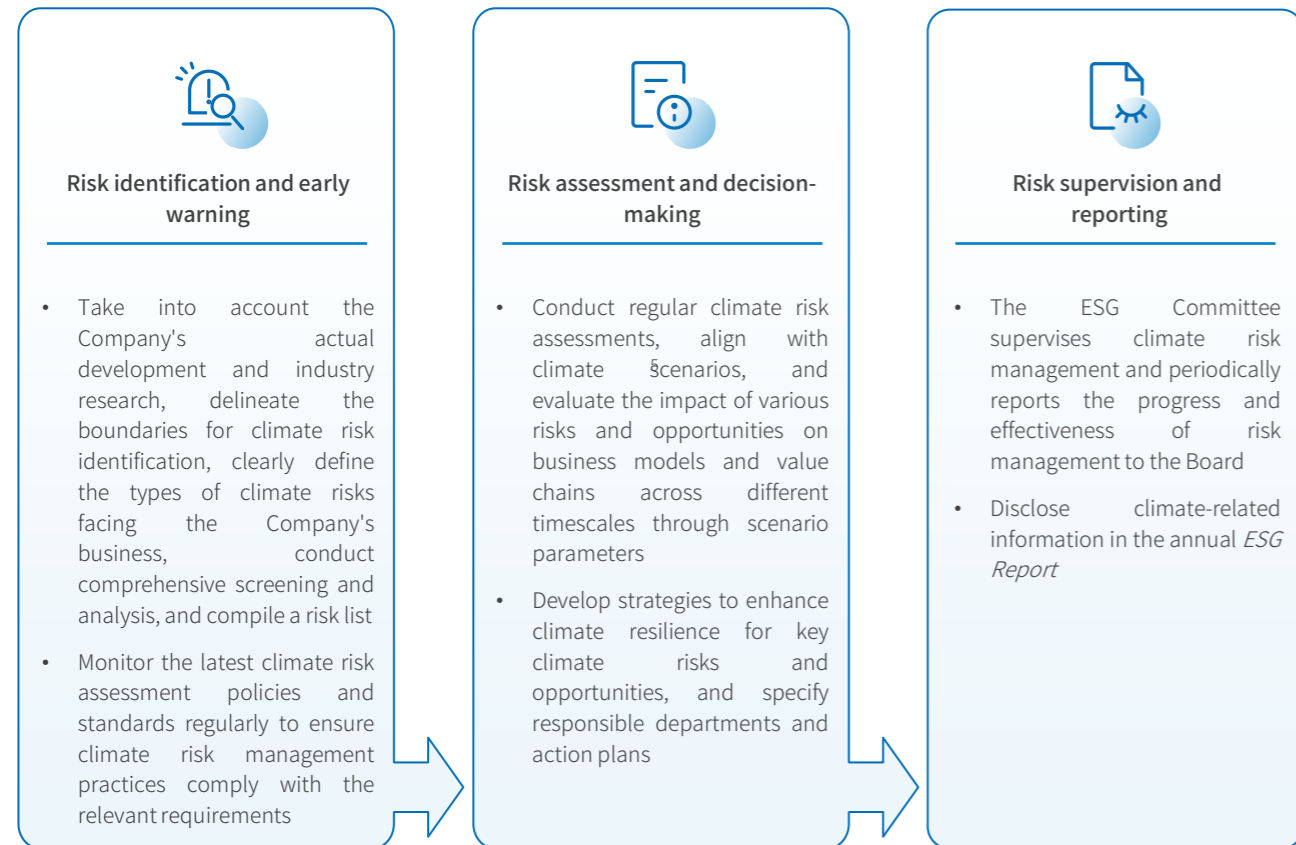 Risk identification and early
warning
• Take into account the
Company's actual
development and industry
research, delineate the
boundaries for climate risk
identification, clearly define
the types of climate risks
facing the Company's
business, conduct
comprehensive screening and
analysis, and compile a risk list
• Monitor the latest climate risk
assessment policies and
standards regularly to ensure
climate risk management
practices comply with the
relevant requirements
Risk assessment and decision-
making
• Conduct regular climate risk
assessments, align with
climate §cenarios, and
evaluate the impact of various
risks and opportunities on
business models and value
chains across different
timescales through scenario
parameters
• Develop strategies to enhance
climate resilience for key
climate risks and
opportunities, and specify
responsible departments and
action plans
Risk supervision and
reporting
• The ESG Committee
supervises climate risk
management and periodically
reports the progress and
effectiveness of risk
management to the Board
• Disclose climate-related
information in the annual ESG
Report